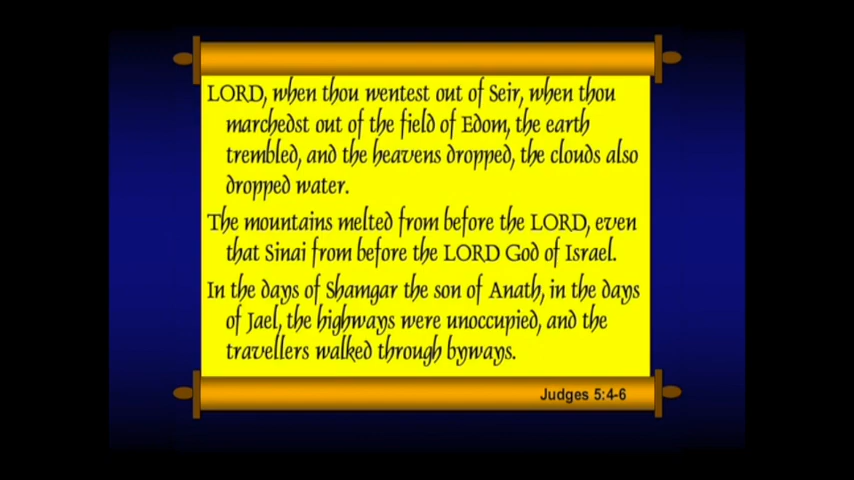 LORD, when thou wentest out of Seir, when thou
marchedst out of the field of Edom, the earth
trembled, and the heavens dropped, the clouds also
dropped water.
The mountains melted from before the LORD, even
that Sinai from before the LORD God of Israel.
In the days of Shamgar the son of Anath, in the days
of Jael, the highways were unoccupied, and the
travellers walked through byways.
Judges 5:4-6